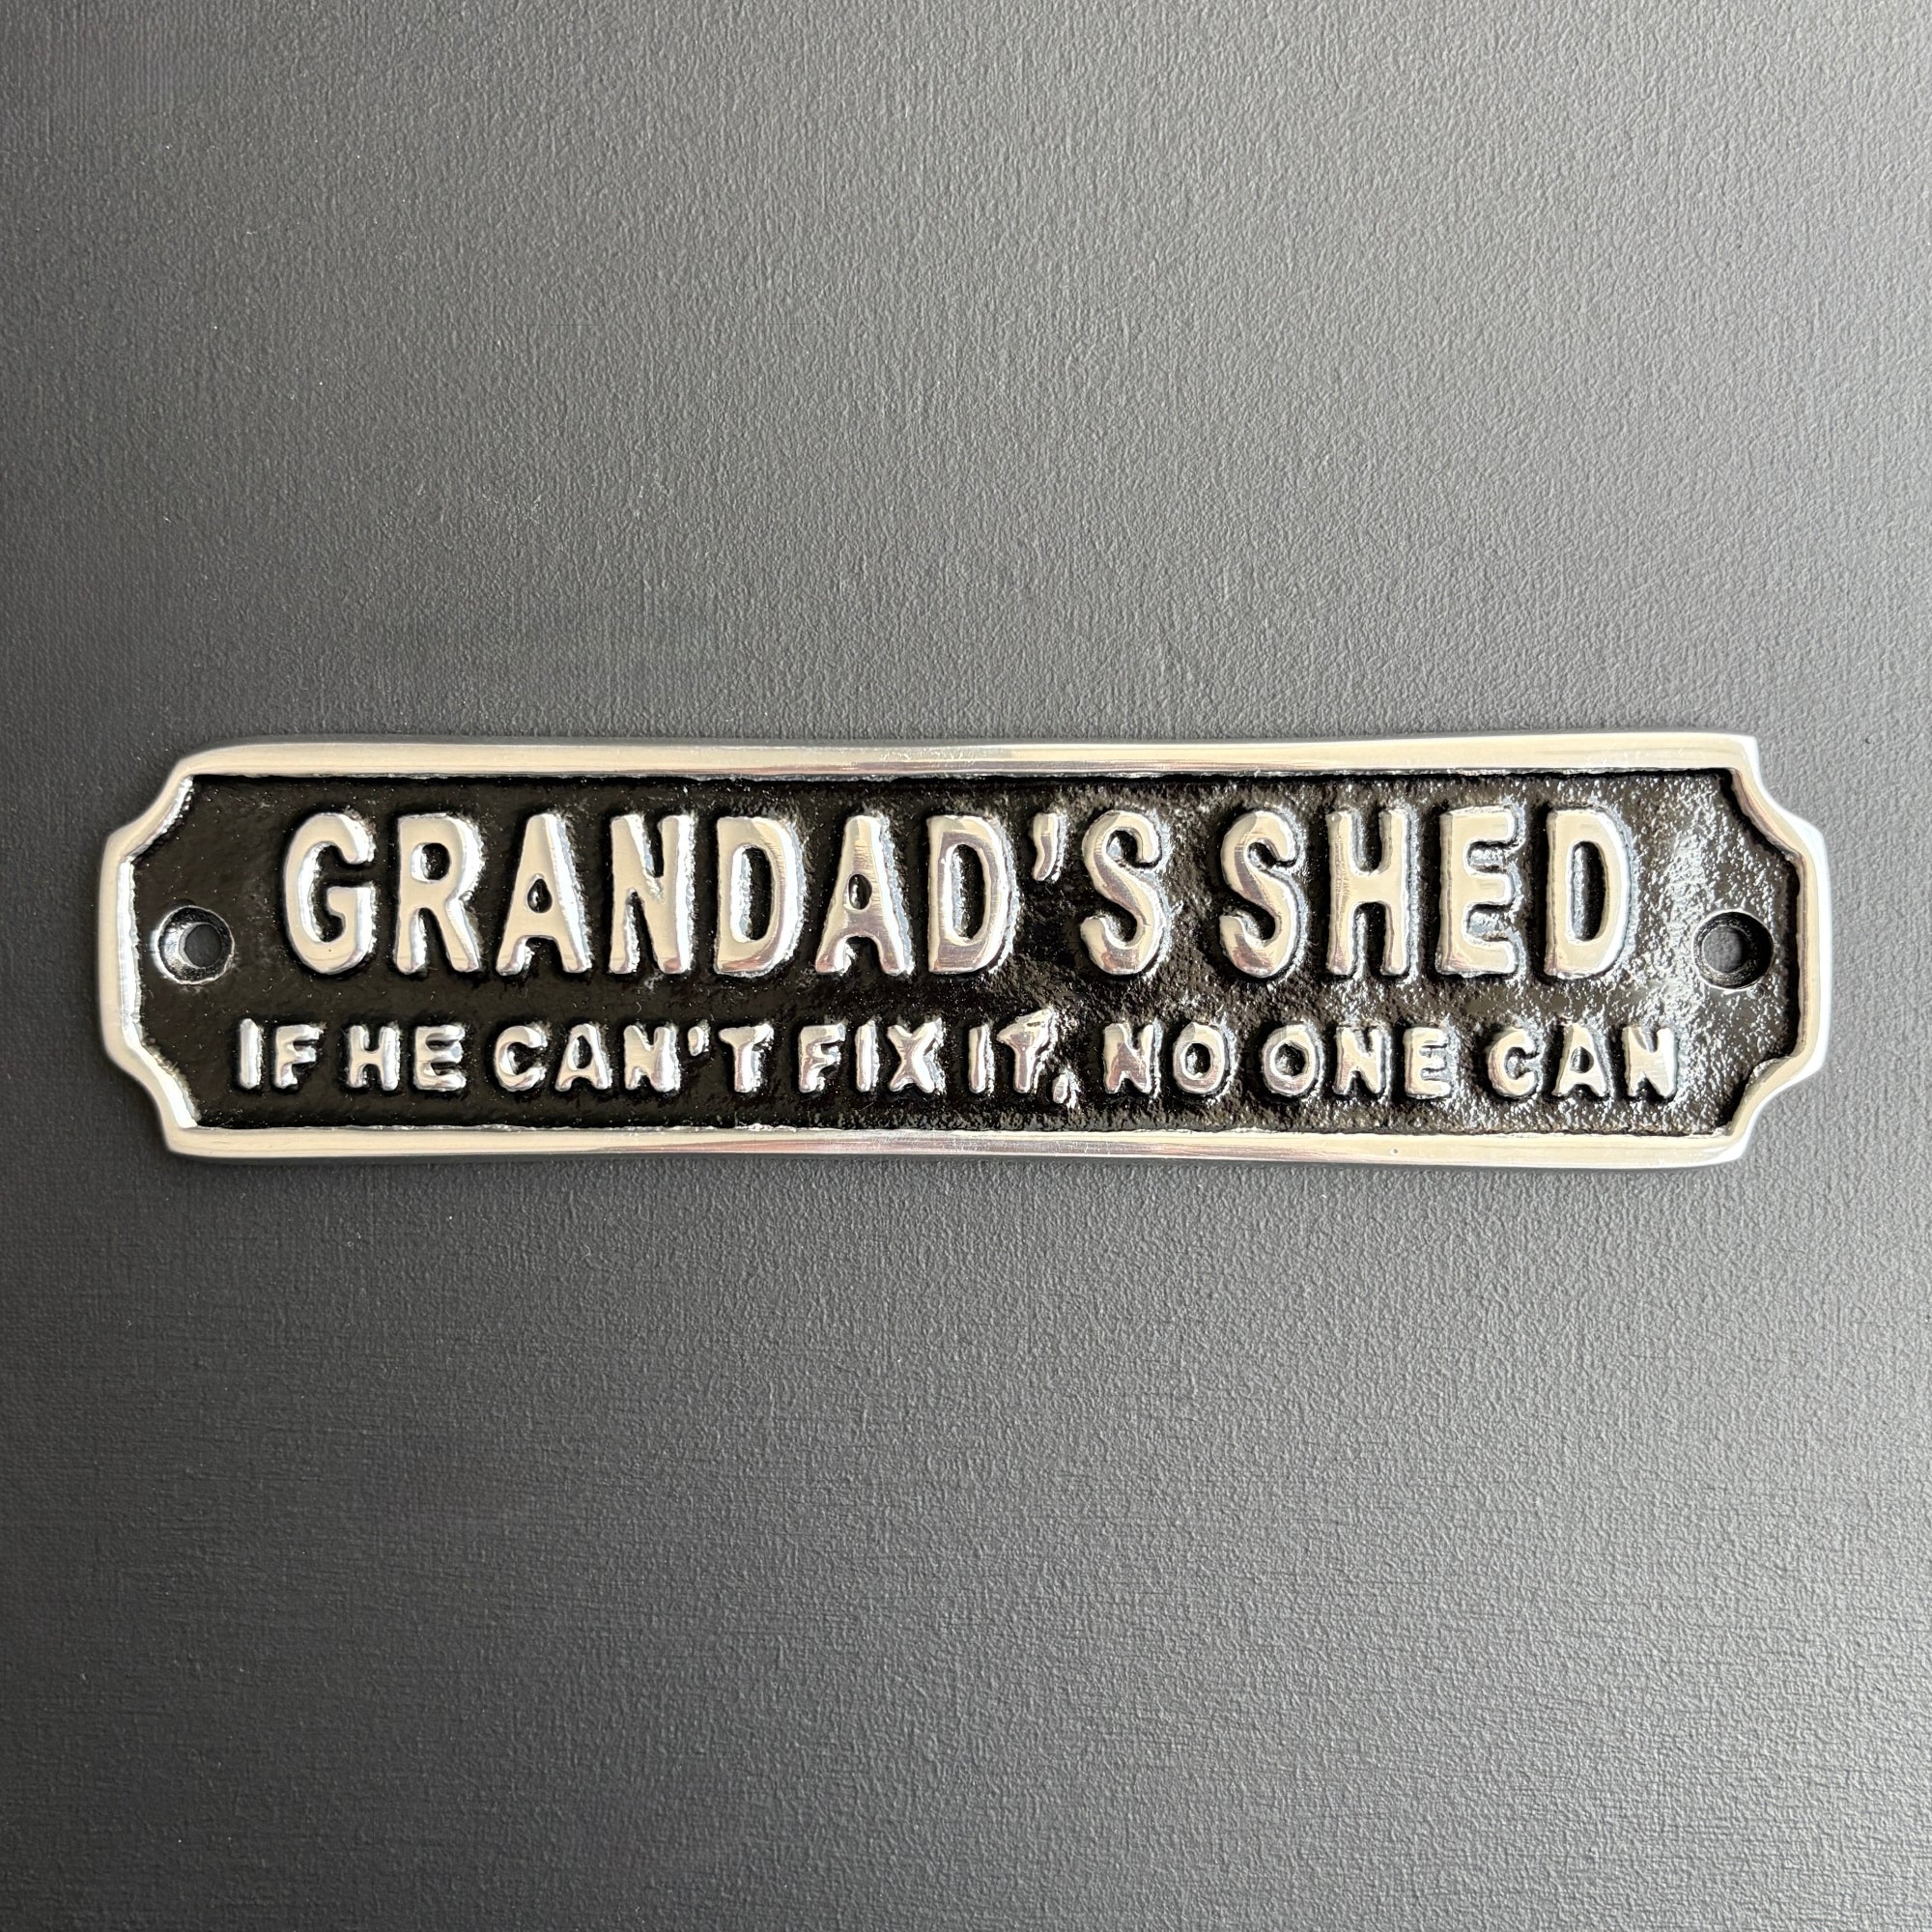 GRANDAD'S SHED
IF HE CAN'T FIX IT, NO ONE CAN